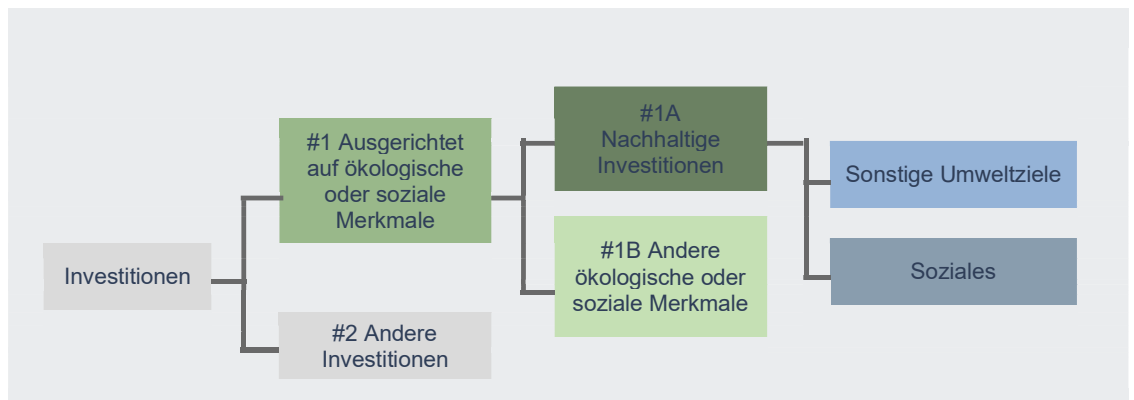 Investitionen
#1 Ausgerichtet
auf ökologische
oder soziale
Merkmale
#2 Andere
Investitionen
#1A
Nachhaltige
Investitionen
#1B Andere
ökologische oder
soziale Merkmale
Sonstige Umweltziele
Soziales